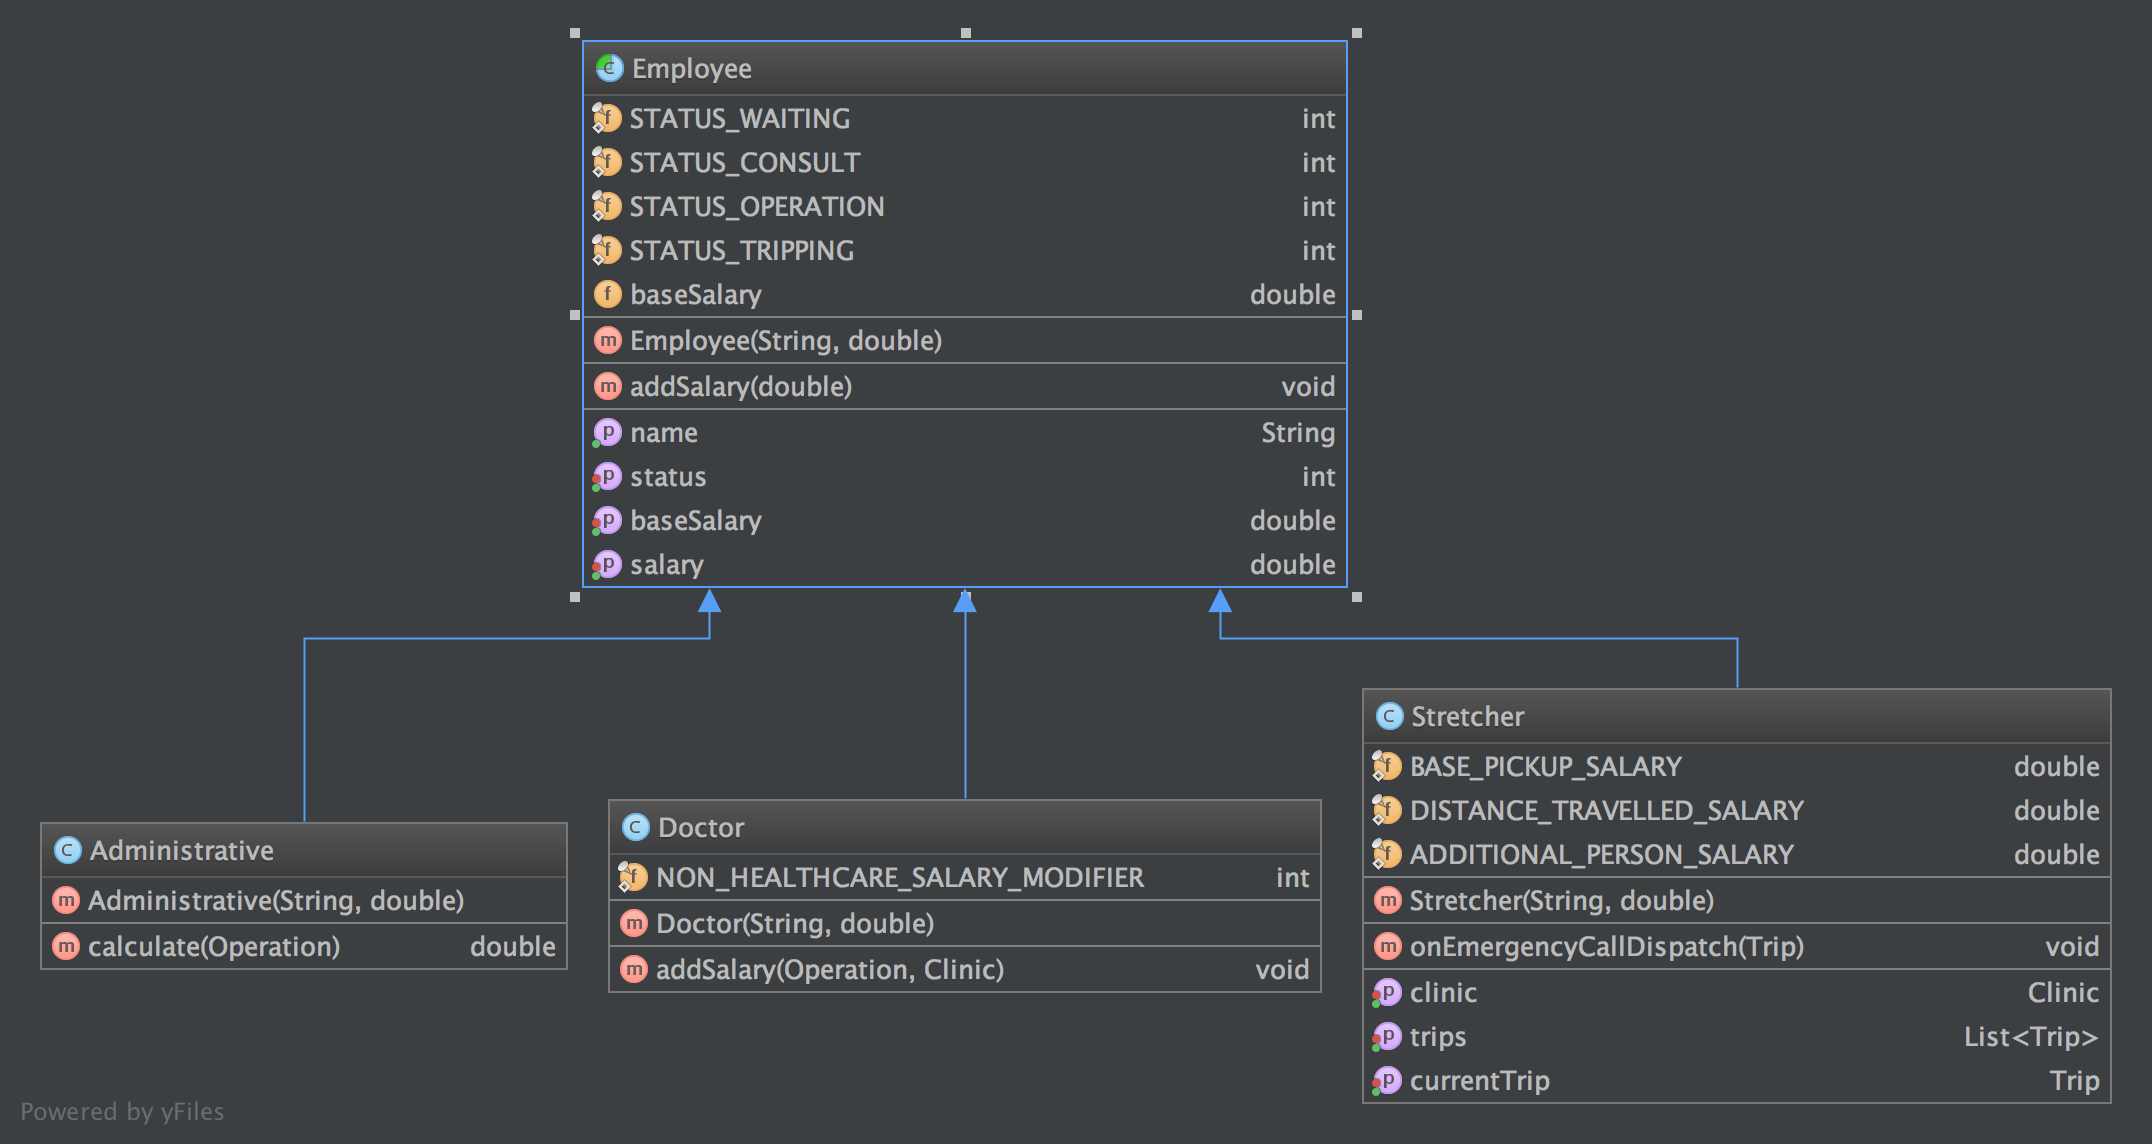 Employee
STATUS_WAITING int
STATUS_CONSULT int
STATUS_OPERATION int
STATUS_TRIPPING int
f baseSalary double
m Employee(String, double)
m addSalary(double) void
p name String
p status int
p baseSalary double
p salary double
C Administrative
m Administrative(String, double)
m calculate(Operation) double
C Doctor
f NON_HEALTHCARE_SALARY_MODIFIER int
m Doctor(String, double)
m addSalary(Operation, Clinic) void
C Stretcher
f BASE_PICKUP_SALARY double
f DISTANCE_TRAVELLED_SALARY double
f ADDITIONAL_PERSON_SALARY double
m Stretcher(String, double)
m onEmergencyCallDispatch(Trip) void
p clinic Clinic
p trips List<Trip>
p currentTrip Trip
Powered by yFiles